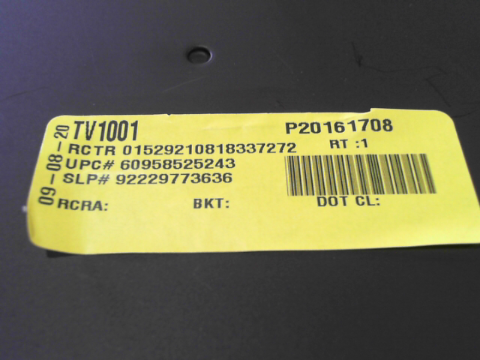 09-08-20
TV1001 P20161708
RCTR 01529210818337272 RT :1
UPC# 60958525243
SLP# 92229773636
RCRA: BKT: DOT CL: